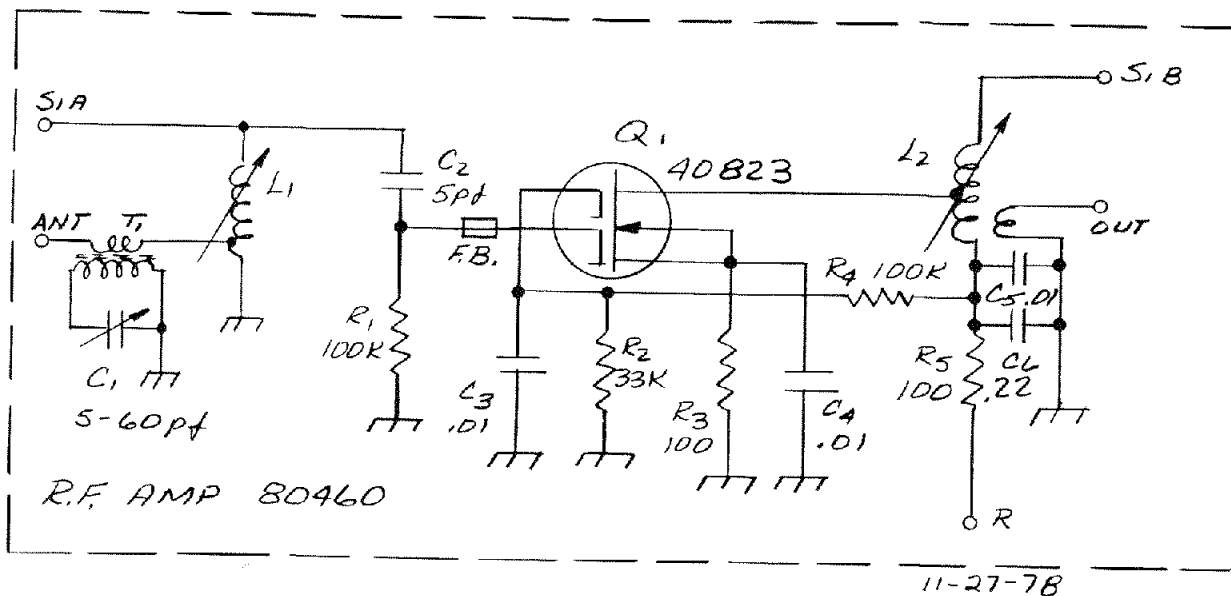 S1A
S1B
Q1
40823
L2
C2
5pf
L1
ANT
T1
OUT
F.B.
R4 100K
C5 .01
R1
100K
R2
33K
R5
100
C6
.22
C1
C3
.01
R3
100
C4
.01
5-60pf
R.F. AMP 80460
R
11-27-78